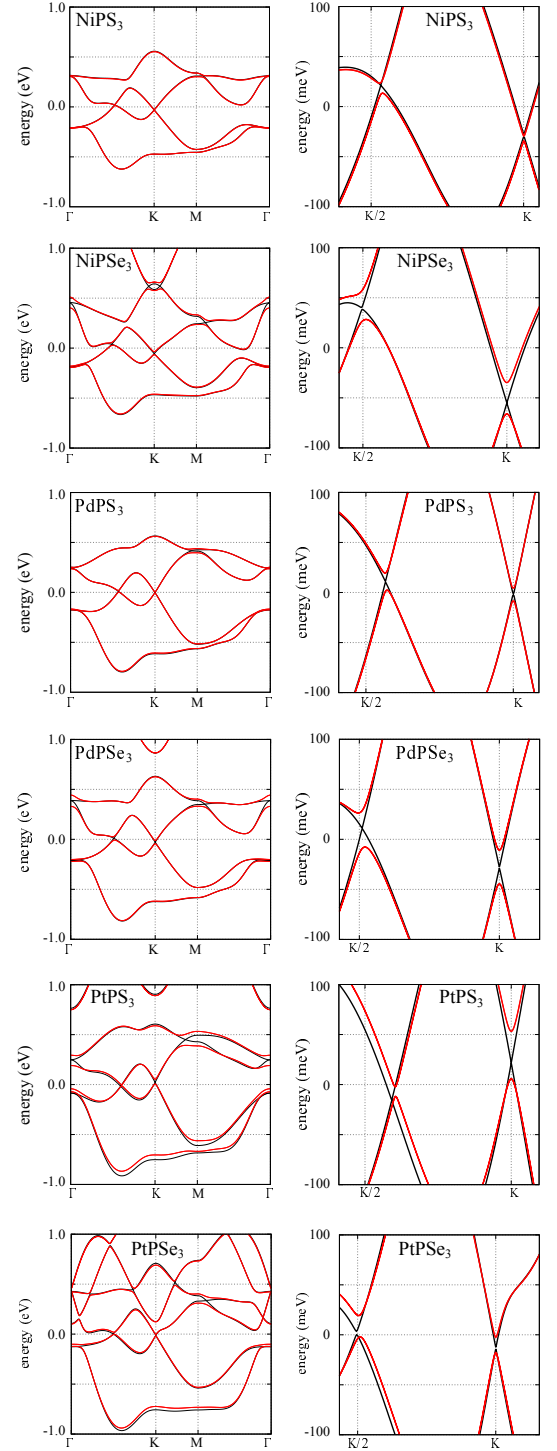 NiPS3
energy (eV)
1.0
0.0
-1.0
Γ K M Γ
NiPS3
energy (meV)
100
0
-100
K/2 K
NiPSe3
energy (eV)
1.0
0.0
-1.0
Γ K M Γ
NiPSe3
energy (meV)
100
0
-100
K/2 K
PdPS3
energy (eV)
1.0
0.0
-1.0
Γ K M Γ
PdPS3
energy (meV)
100
0
-100
K/2 K
PdPSe3
energy (eV)
1.0
0.0
-1.0
Γ K M Γ
PdPSe3
energy (meV)
100
0
-100
K/2 K
PtPS3
energy (eV)
1.0
0.0
-1.0
Γ K M Γ
PtPS3
energy (meV)
100
0
-100
K/2 K
PtPSe3
energy (eV)
1.0
0.0
-1.0
Γ K M Γ
PtPSe3
energy (meV)
100
0
-100
K/2 K